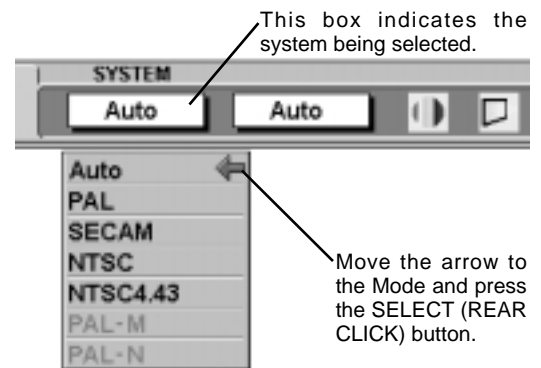 This box indicates the
system being selected.
SYSTEM
Auto Auto
Auto
PAL
SECAM
NTSC
NTSC4.43
PAL-M
PAL-N
Move the arrow to
the Mode and press
the SELECT (REAR
CLICK) button.